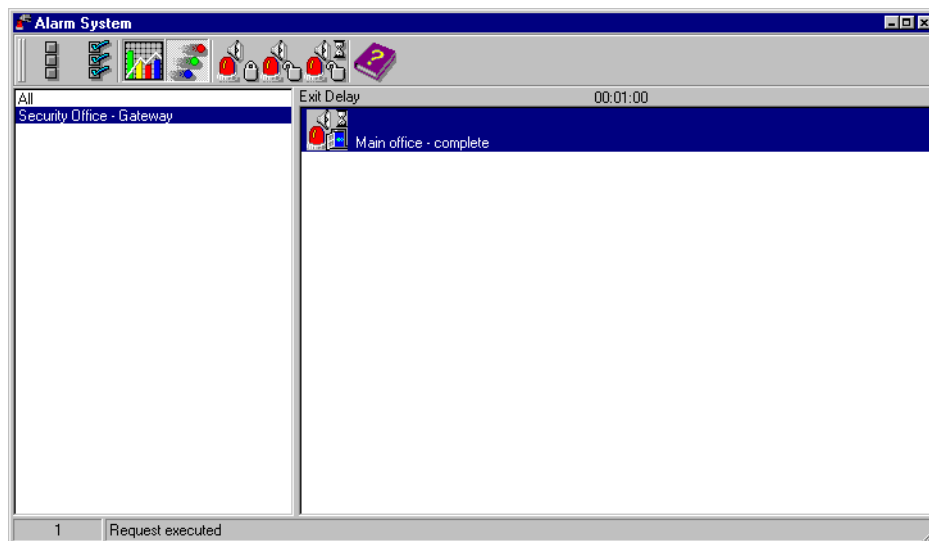 Alarm System
All
Security Office - Gateway
Exit Delay 00:01:00
Main office - complete
1 Request executed